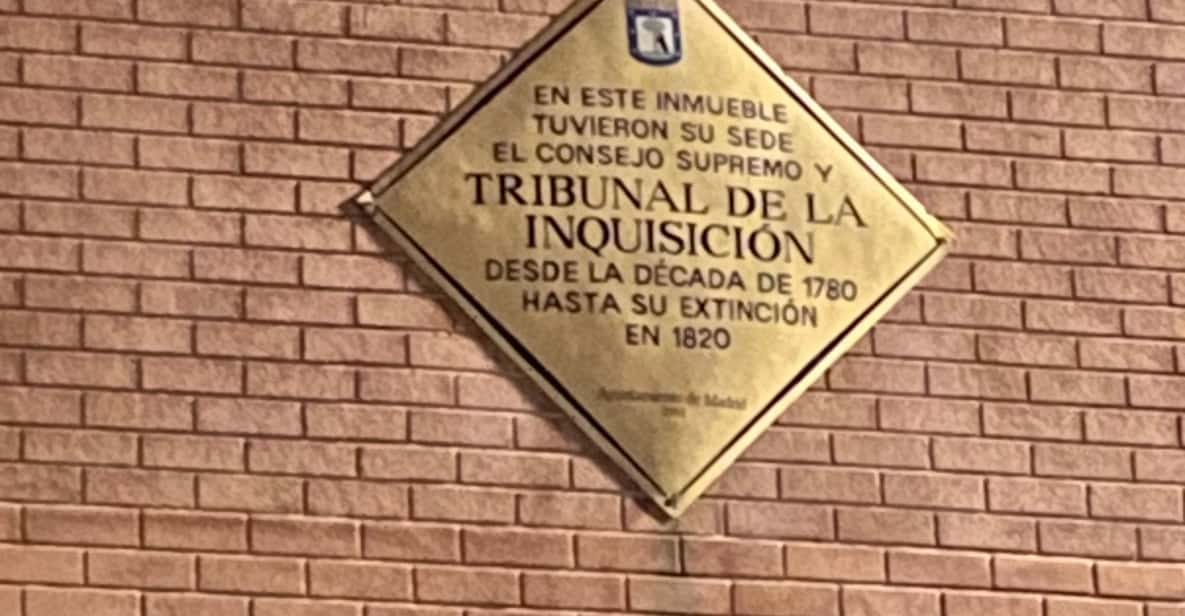 EN ESTE INMUEBLE
TUVIERON SU SEDE
EL CONSEJO SUPREMO Y
TRIBUNAL DE LA
INQUISICIÓN
DESDE LA DÉCADA DE 1780
HASTA SU EXTINCIÓN
EN 1820
Ayuntamiento de Madrid